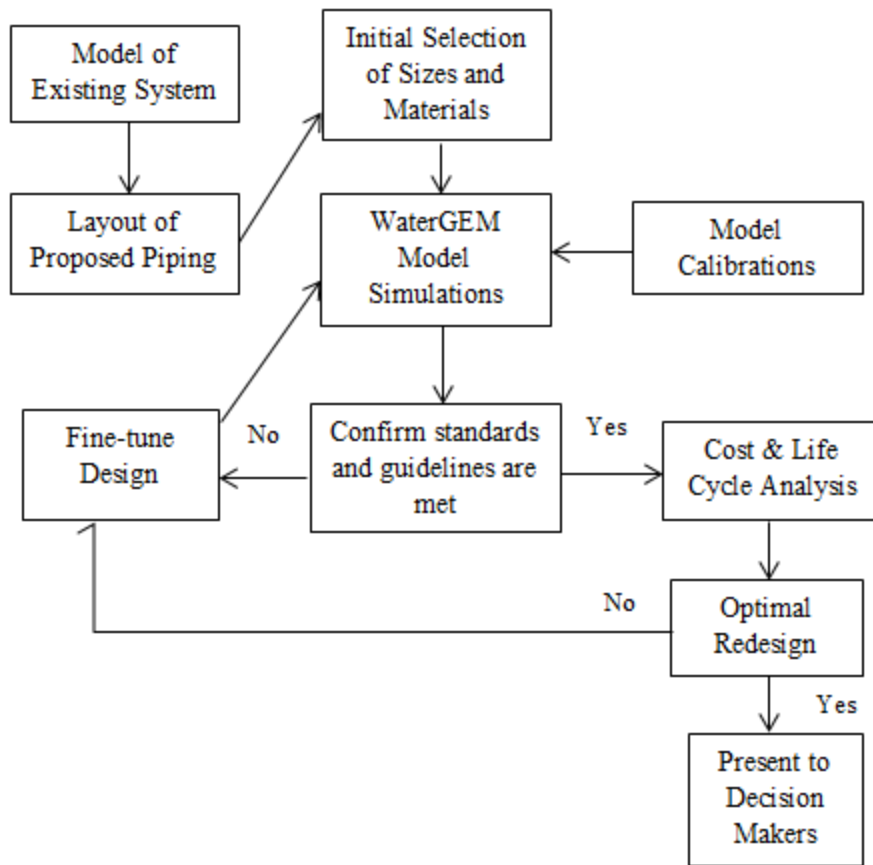 Model of
Existing System
Initial Selection
of Sizes and
Materials
Layout of
Proposed Piping
WaterGEM
Model
Simulations
Model
Calibrations
Fine-tune
Design
No
Confirm standards
and guidelines are
met
Yes
Cost & Life
Cycle Analysis
No
Optimal
Redesign
Yes
Present to
Decision
Makers